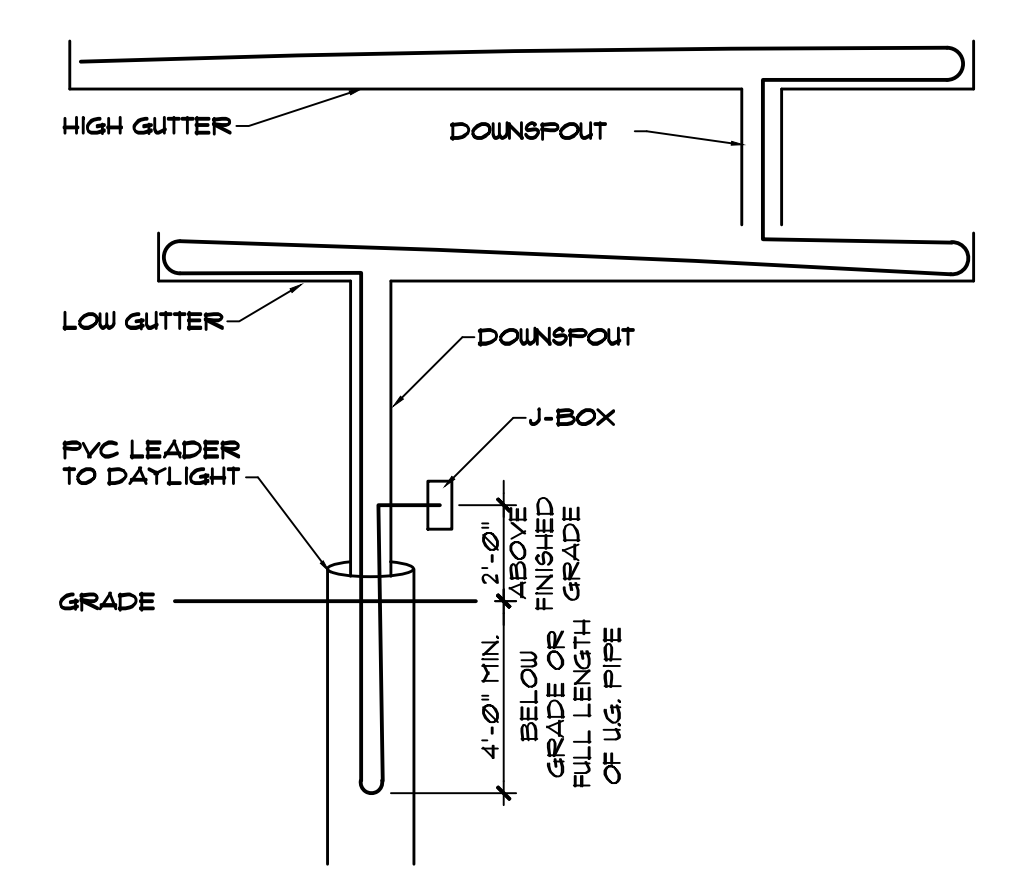 HIGH GUTTER
DOWNSPOUT
LOW GUTTER
DOWNSPOUT
J-BOX
PVC LEADER
TO DAYLIGHT
2'-0"
ABOVE
FINISHED
GRADE
GRADE
4'-0" MIN.
BELOW
GRADE OR
FULL LENGTH
OF U.G. PIPE